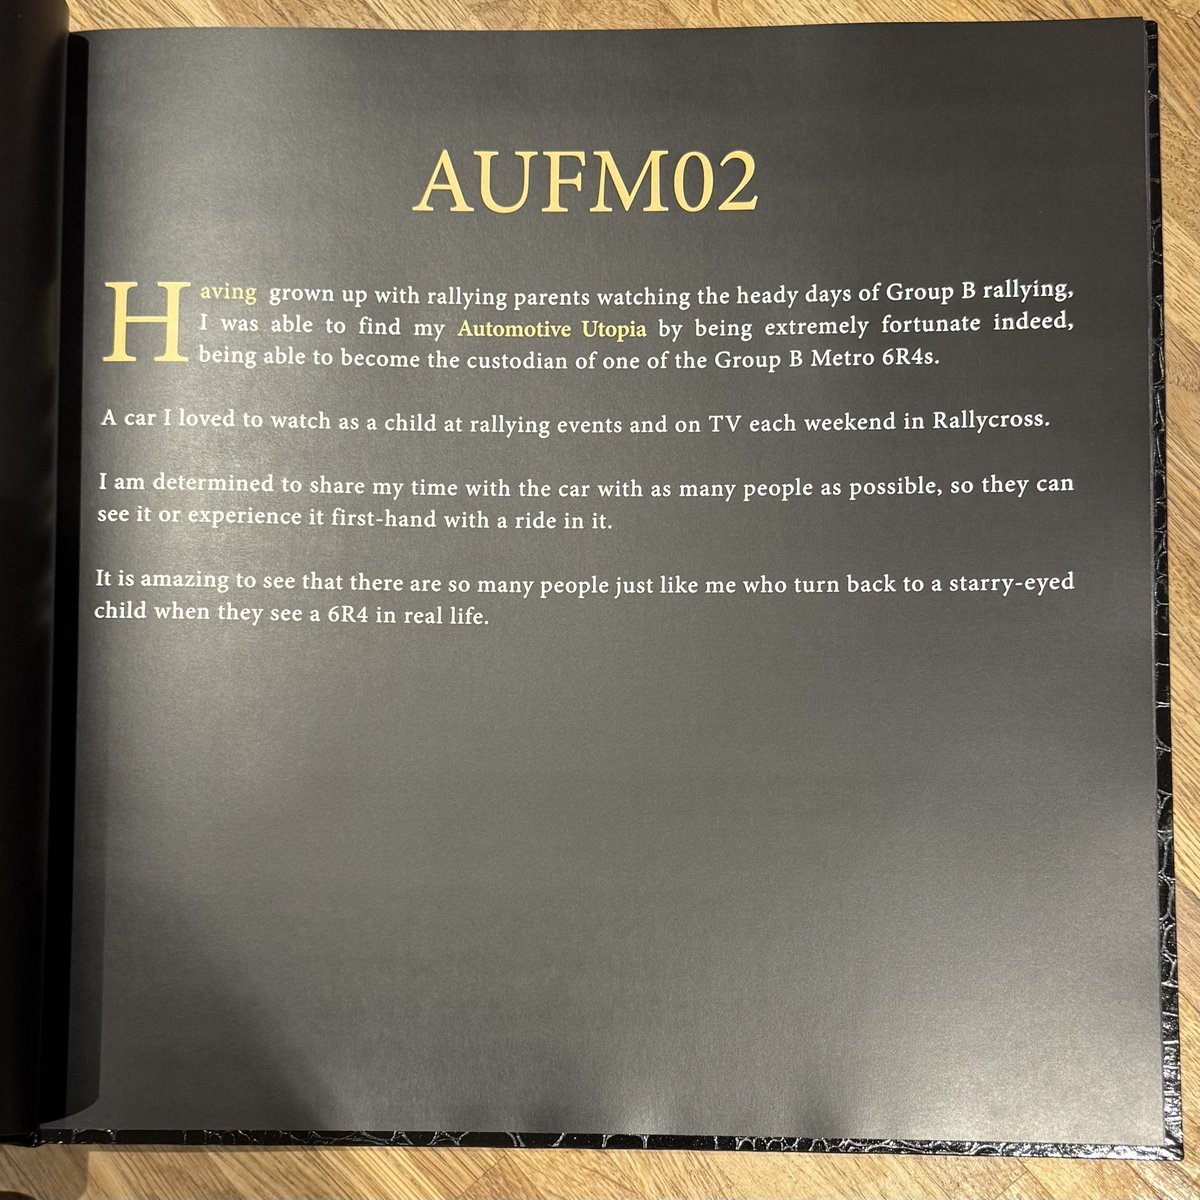 AUFM02
Having grown up with rallying parents watching the heady days of Group B rallying,
I was able to find my Automotive Utopia by being extremely fortunate indeed,
being able to become the custodian of one of the Group B Metro 6R4s.
A car I loved to watch as a child at rallying events and on TV each weekend in Rallycross.
I am determined to share my time with the car with as many people as possible, so they can
see it or experience it first-hand with a ride in it.
It is amazing to see that there are so many people just like me who turn back to a starry-eyed
child when they see a 6R4 in real life.